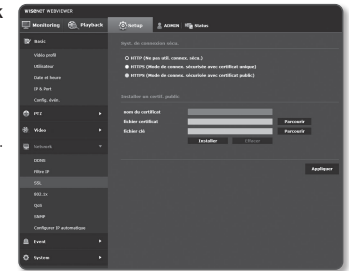 WISENET WEBVIEWER
Monitoring
Playback
Setup
ADMIN
Status
Basic
Vidéo profil
Utilisateur
Date et heure
IP & Port
Config. évén.
PTZ
Vidéo
Network
DDNS
Filtre IP
SSL
802.1x
QoS
SNMP
Configurer IP automatique
Event
System
Syst. de connexion sécu.
HTTP (Ne pas util. connex. sécu.)
HTTPS (Mode de connex. sécurisée avec certificat unique)
HTTPS (Mode de connex. sécurisée avec certificat public)
Installer un certif. public
nom du certificat
fichier certificat
Parcourir
fichier clé
Parcourir
Installer
Effacer
Appliquer